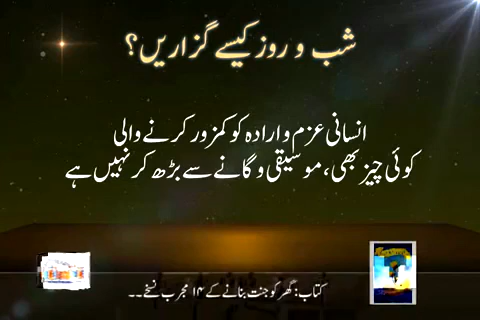 شب و روز کیسے گزاریں؟
انسانی عزم و ارادہ کو کمزور کرنے والی
کوئی چیز بھی، موسیقی و گانے سے بڑھ کر نہیں ہے
کتاب: گھر کو جنت بنانے کے ۱۴ مجرب نسخے۔۔